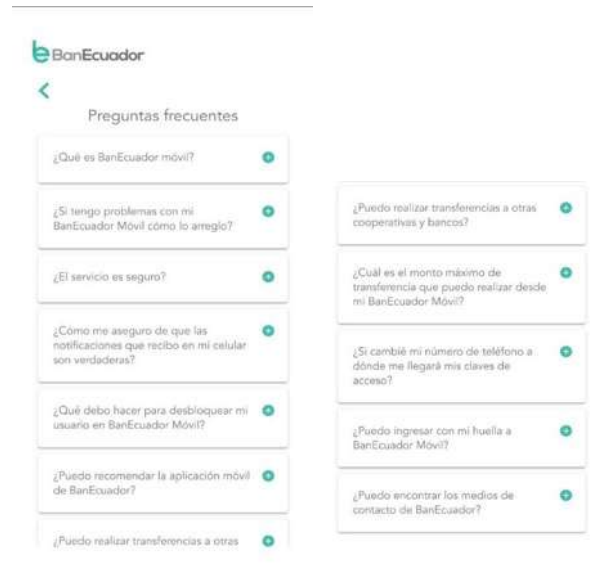 BanEcuador
Preguntas frecuentes
¿Qué es BanEcuador móvil?
¿Si tengo problemas con mi
BanEcuador Móvil cómo lo arreglo?
¿El servicio es seguro?
¿Cómo me aseguro de que las
notificaciones que recibo en mi celular
son verdaderas?
¿Qué debo hacer para desbloquear mi
usuario en BanEcuador Móvil?
¿Puedo recomendar la aplicación móvil
de BanEcuador?
¿Puedo realizar transferencias a otras
¿Puedo realizar transferencias a otras
cooperativas y bancos?
¿Cuál es el monto máximo de
transferencia que puedo realizar desde
mi BanEcuador Móvil?
¿Si cambié mi número de teléfono a
dónde me llegará mis claves de
acceso?
¿Puedo ingresar con mi huella a
BanEcuador Móvil?
¿Puedo encontrar los medios de
contacto de BanEcuador?